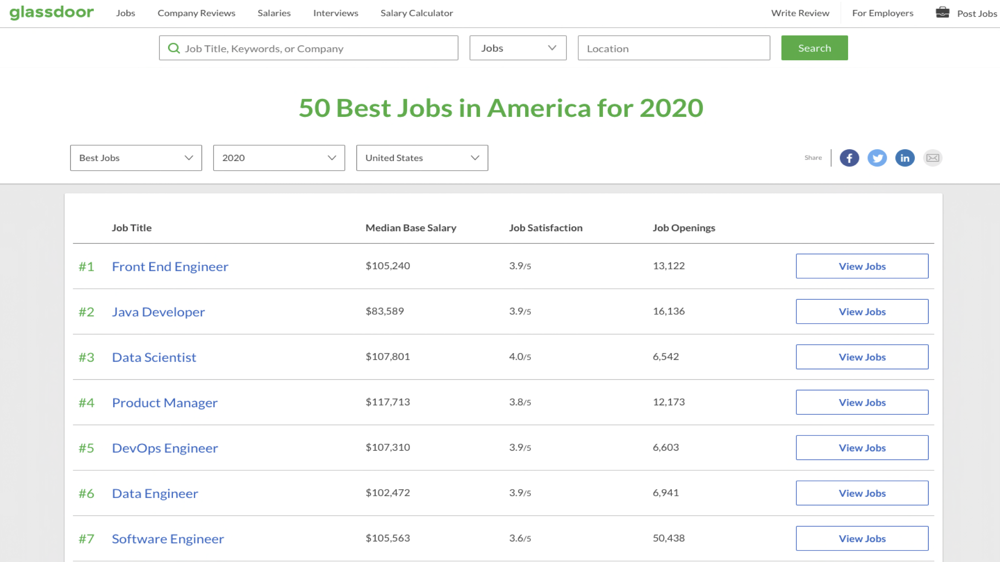 glassdoor Jobs Company Reviews Salaries Interviews Salary Calculator Write Review For Employers Post Jobs
Job Title, Keywords, or Company Jobs Location Search
50 Best Jobs in America for 2020
Best Jobs 2020 United States Share
Job Title Median Base Salary Job Satisfaction Job Openings
#1 Front End Engineer $105,240 3.9/5 13,122 View Jobs
#2 Java Developer $83,589 3.9/5 16,136 View Jobs
#3 Data Scientist $107,801 4.0/5 6,542 View Jobs
#4 Product Manager $117,713 3.8/5 12,173 View Jobs
#5 DevOps Engineer $107,310 3.9/5 6,603 View Jobs
#6 Data Engineer $102,472 3.9/5 6,941 View Jobs
#7 Software Engineer $105,563 3.6/5 50,438 View Jobs